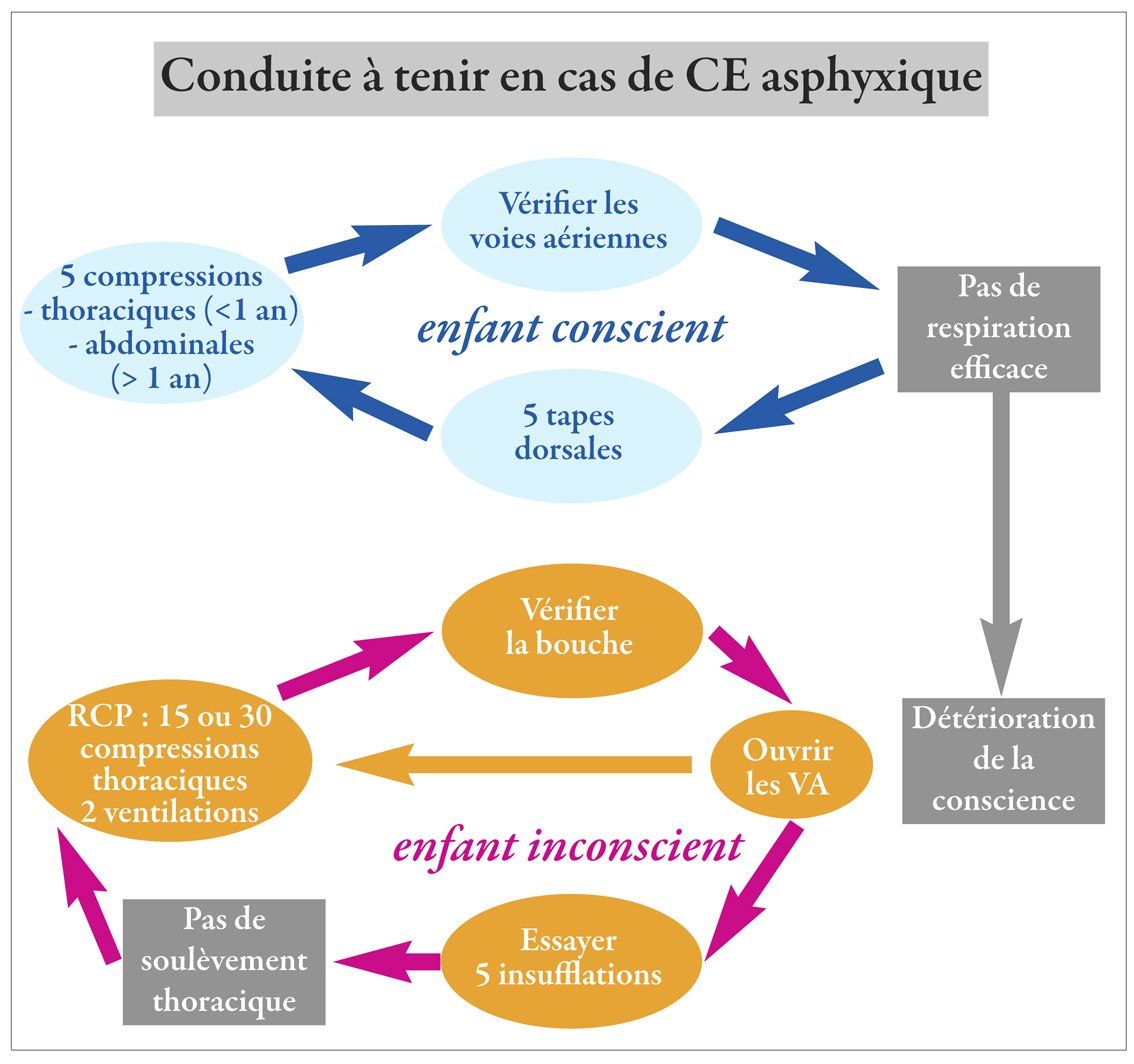 Conduite à tenir en cas de CE asphyxique
Vérifier les
voies aériennes
5 compressions
- thoraciques (<1 an)
- abdominales
(> 1 an)
enfant conscient
Pas de
respiration
efficace
5 tapes
dorsales
Vérifier
la bouche
RCP : 15 ou 30
compressions
thoraciques
2 ventilations
Ouvrir
les VA
Détérioration
de la
conscience
enfant inconscient
Pas de
soulèvement
thoracique
Essayer
5 insufflations